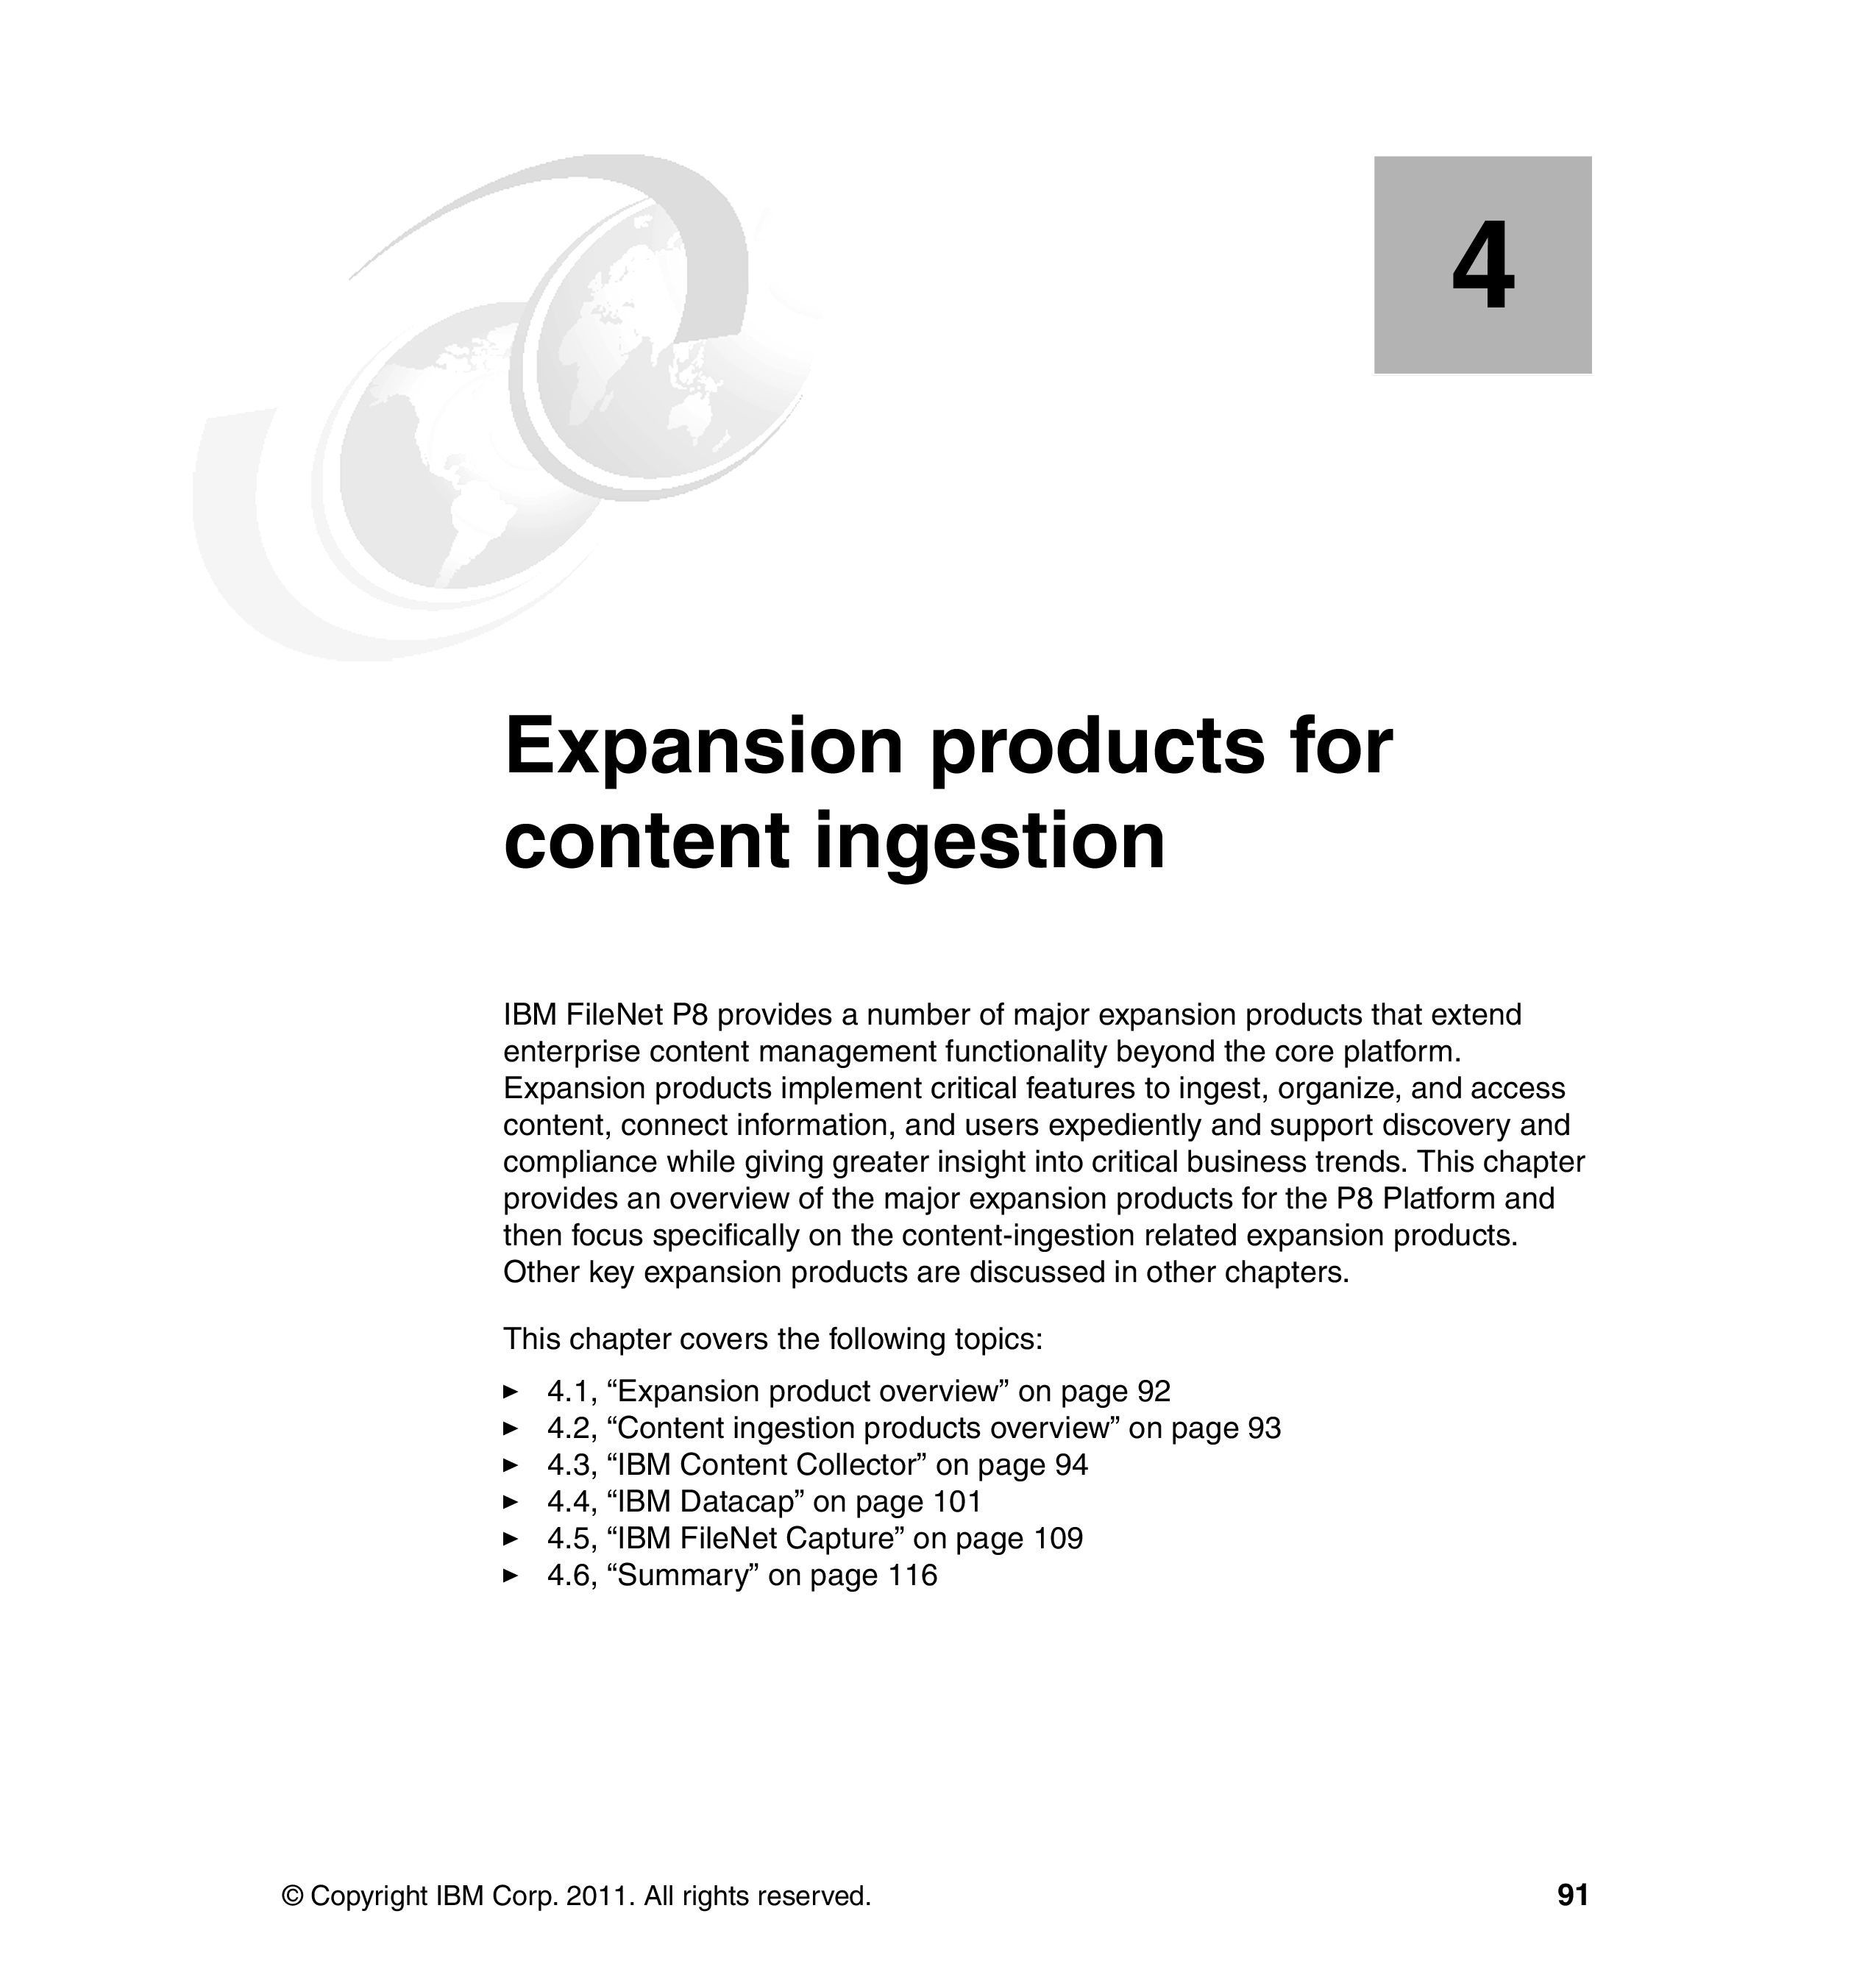 4
Expansion products for
content ingestion
IBM FileNet P8 provides a number of major expansion products that extend
enterprise content management functionality beyond the core platform.
Expansion products implement critical features to ingest, organize, and access
content, connect information, and users expediently and support discovery and
compliance while giving greater insight into critical business trends. This chapter
provides an overview of the major expansion products for the P8 Platform and
then focus specifically on the content-ingestion related expansion products.
Other key expansion products are discussed in other chapters.
This chapter covers the following topics:
► 4.1, “Expansion product overview” on page 92
► 4.2, “Content ingestion products overview” on page 93
► 4.3, “IBM Content Collector” on page 94
► 4.4, “IBM Datacap” on page 101
► 4.5, “IBM FileNet Capture” on page 109
► 4.6, “Summary” on page 116
© Copyright IBM Corp. 2011. All rights reserved. 91